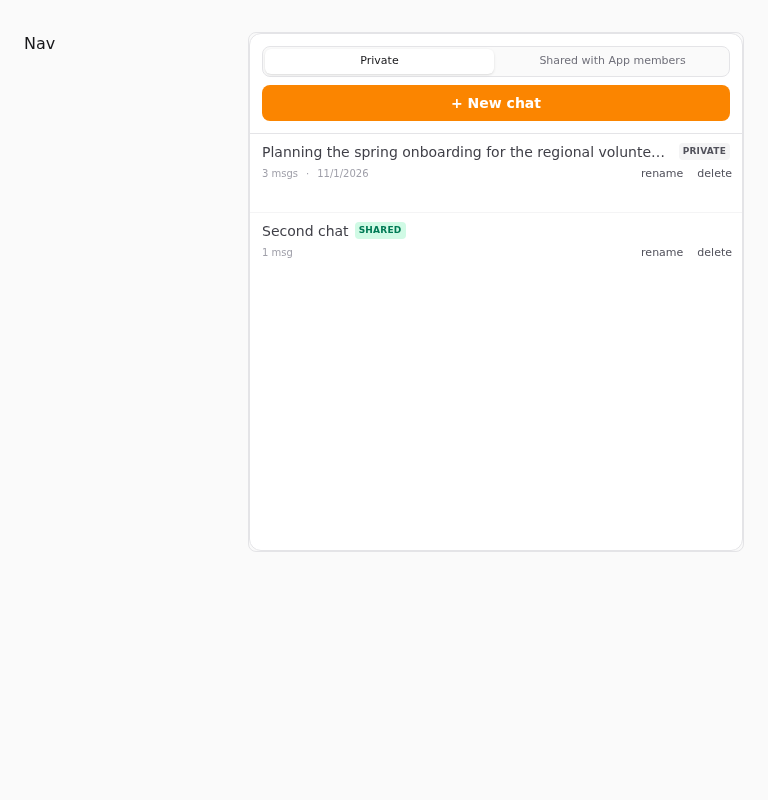 Nav
Private Shared with App members
+ New chat
Planning the spring onboarding for the regional volunte… PRIVATE
3 msgs · 11/1/2026 rename delete
Second chat SHARED
1 msg rename delete